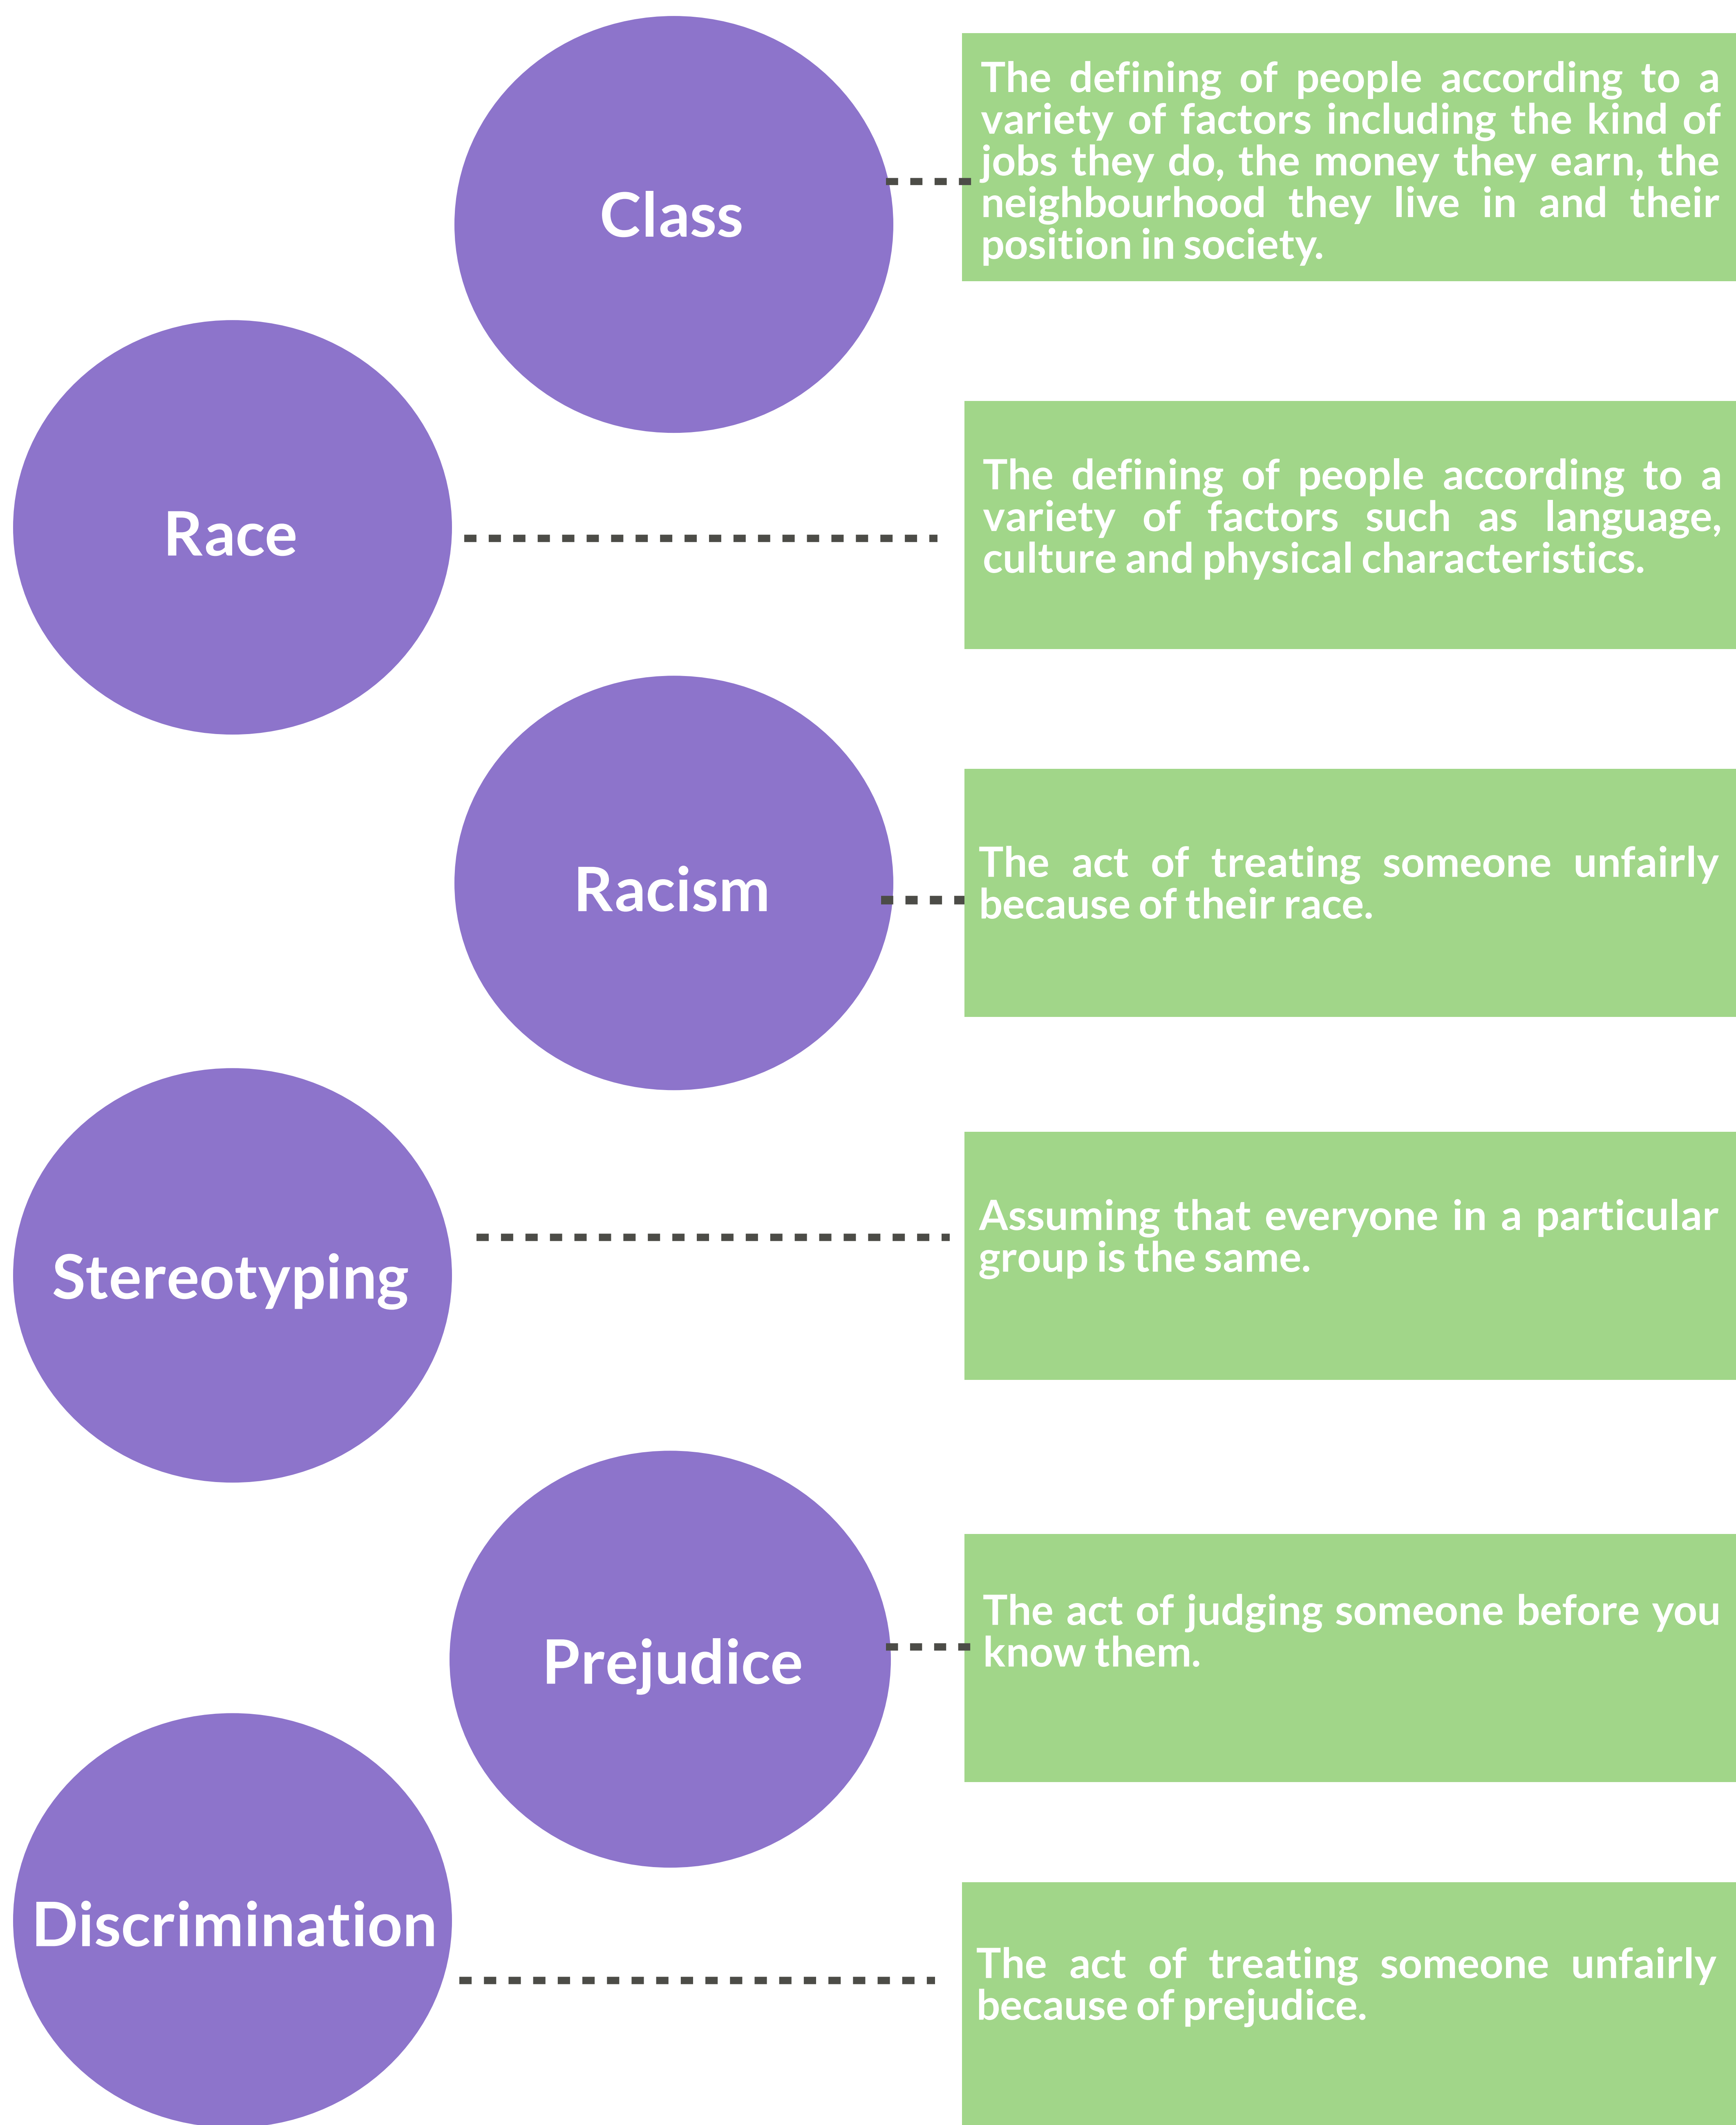 Class
The defining of people according to a
variety of factors including the kind of
jobs they do, the money they earn, the
neighbourhood they live in and their
position in society.
Race
The defining of people according to a
variety of factors such as language,
culture and physical characteristics.
Racism
The act of treating someone unfairly
because of their race.
Stereotyping
Assuming that everyone in a particular
group is the same.
Prejudice
The act of judging someone before you
know them.
Discrimination
The act of treating someone unfairly
because of prejudice.